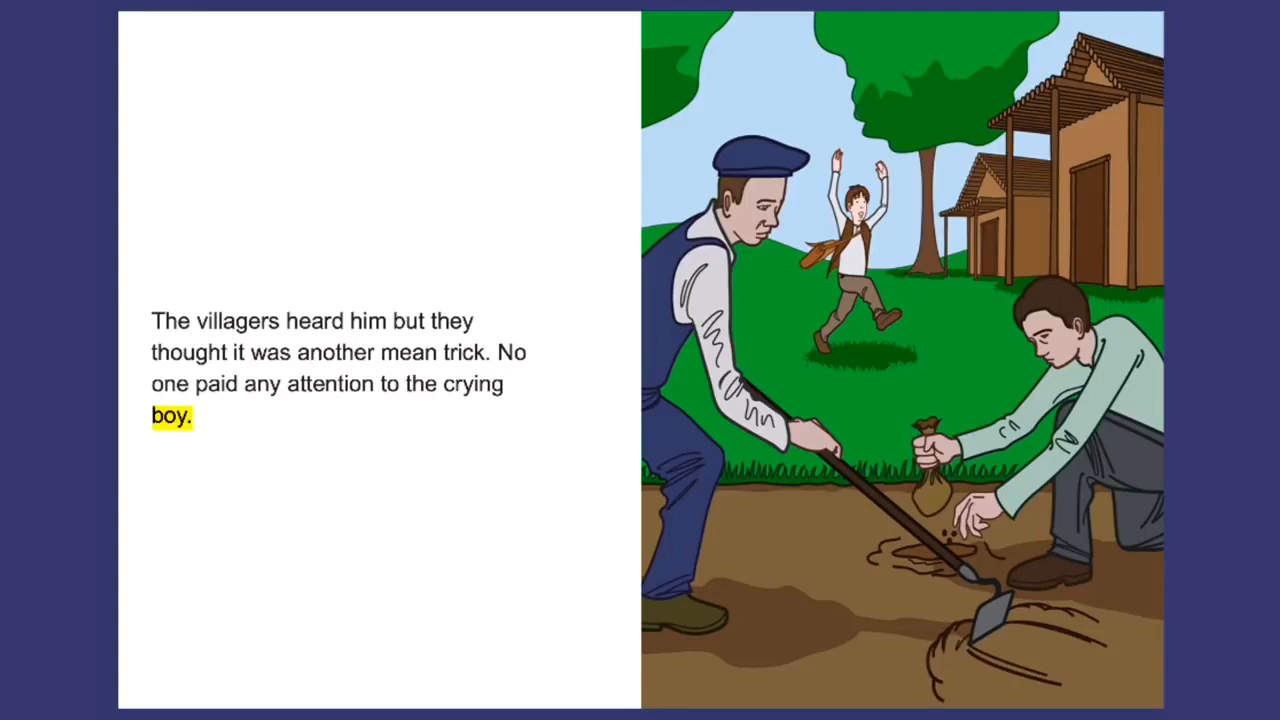 The villagers heard him but they
thought it was another mean trick. No
one paid any attention to the crying
boy.